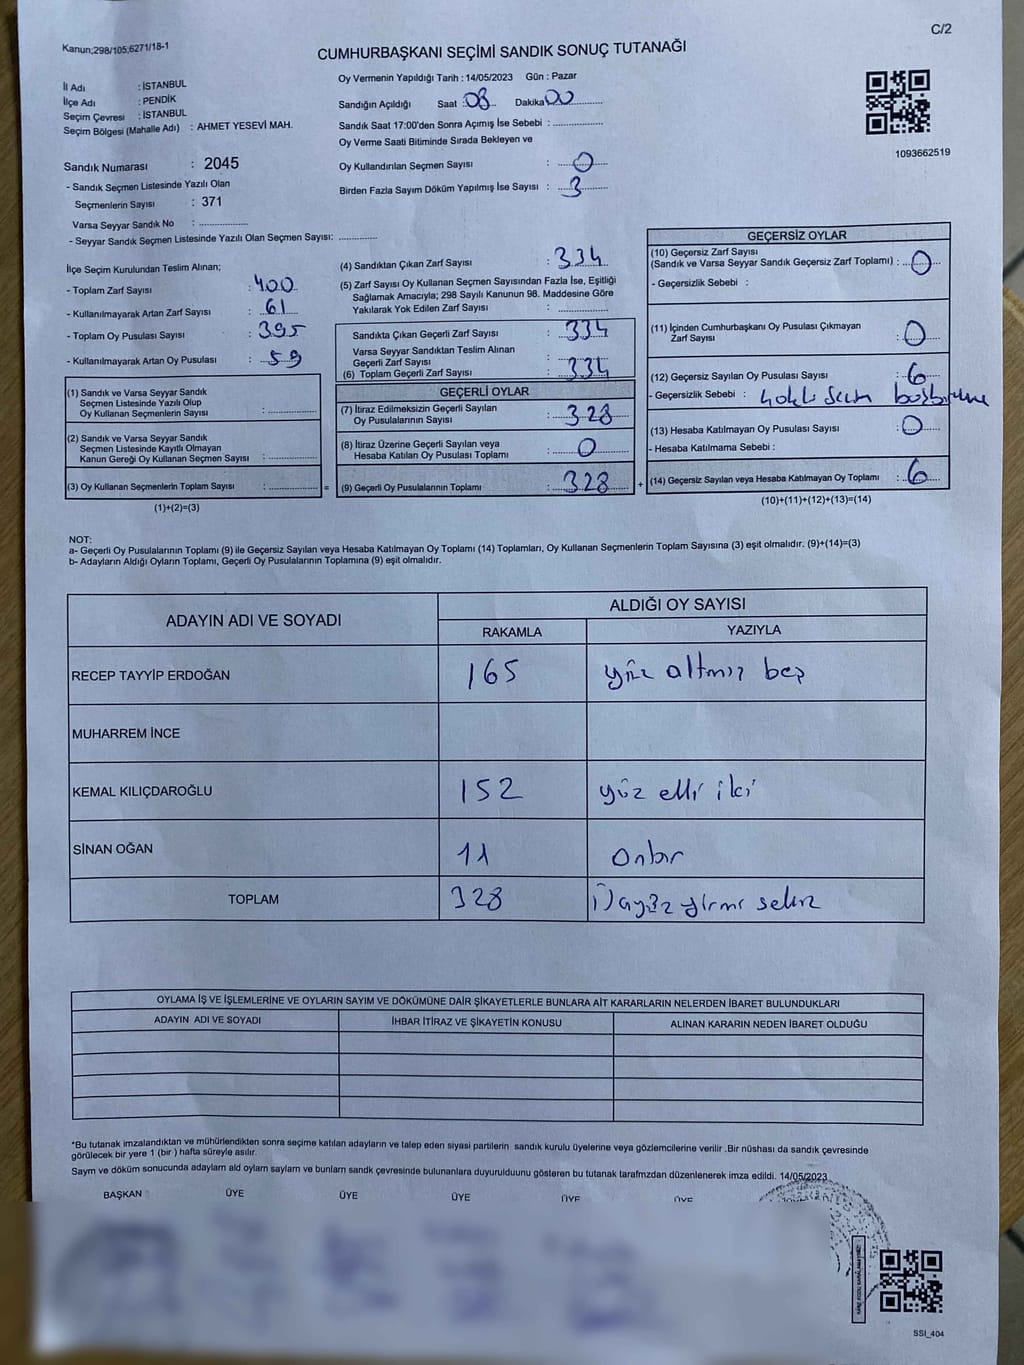 C/2
Kanun;298/105;6271/18-1
CUMHURBAŞKANI SEÇİMİ SANDIK SONUÇ TUTANAĞI
İl Adı : İSTANBUL
İlçe Adı : PENDİK
Seçim Çevresi : İSTANBUL
Seçim Bölgesi (Mahalle Adı) : AHMET YESEVİ MAH.
Sandık Numarası : 2045
- Sandık Seçmen Listesinde Yazılı Olan
Seçmenlerin Sayısı : 371
Varsa Seyyar Sandık No : ....................
- Seyyar Sandık Seçmen Listesinde Yazılı Olan Seçmen Sayısı: ...............
Oy Vermenin Yapıldığı Tarih : 14/05/2023 Gün : Pazar
Sandığın Açıldığı Saat : 08 Dakika 00
Sandık Saat 17:00'den Sonra Açımış İse Sebebi : ....................
Oy Verme Saati Bitiminde Sırada Bekleyen ve
Oy Kullandırılan Seçmen Sayısı : 0
Birden Fazla Sayım Döküm Yapılmış İse Sayısı : 3
1093662519
İlçe Seçim Kurulundan Teslim Alınan;
- Toplam Zarf Sayısı : 400
- Kullanılmayarak Artan Zarf Sayısı : 61
- Toplam Oy Pusulası Sayısı : 395
- Kullanılmayarak Artan Oy Pusulası : 59
(1) Sandık ve Varsa Seyyar Sandık
Seçmen Listesinde Yazılı Olup
Oy Kullanan Seçmenlerin Sayısı : ....................
(2) Sandık ve Varsa Seyyar Sandık
Seçmen Listesinde Kayıtlı Olmayan
Kanun Gereği Oy Kullanan Seçmen Sayısı : ....................
(3) Oy Kullanan Seçmenlerin Toplam Sayısı : .................... =
(1)+(2)=(3)
(4) Sandıktan Çıkan Zarf Sayısı : 334
(5) Zarf Sayısı Oy Kullanan Seçmen Sayısından Fazla İse, Eşitliği
Sağlamak Amacıyla; 298 Sayılı Kanunun 98. Maddesine Göre
Yakılarak Yok Edilen Zarf Sayısı : ....................
Sandıkta Çıkan Geçerli Zarf Sayısı : 334
Varsa Seyyar Sandıktan Teslim Alınan
Geçerli Zarf Sayısı : ....................
(6) Toplam Geçerli Zarf Sayısı : 334
GEÇERLİ OYLAR
(7) İtiraz Edilmeksizin Geçerli Sayılan
Oy Pusulasının Sayısı : 328
(8) İtiraz Üzerine Geçerli Sayılan veya
Hesaba Katılan Oy Pusulası Toplamı : 0
(9) Geçerli Oy Pusulalarının Toplamı : 328 +
GEÇERSİZ OYLAR
(10) Geçersiz Zarf Sayısı
(Sandık ve Varsa Seyyar Sandık Geçersiz Zarf Toplamı) : 0
- Geçersizlik Sebebi :
(11) İçinden Cumhurbaşkanı Oy Pusulası Çıkmayan
Zarf Sayısı : 0
(12) Geçersiz Sayılan Oy Pusulası Sayısı : 6
- Geçersizlik Sebebi :
(13) Hesaba Katılmayan Oy Pusulası Sayısı : 0
- Hesaba Katılmama Sebebi :
(14) Geçersiz Sayılan veya Hesaba Katılmayan Oy Toplamı : 6
(10)+(11)+(12)+(13)=(14)
NOT:
a- Geçerli Oy Pusulalarının Toplamı (9) ile Geçersiz Sayılan veya Hesaba Katılmayan Oy Toplamı (14) Toplamları, Oy Kullanan Seçmenlerin Toplam Sayısına (3) eşit olmalıdır. (9)+(14)=(3)
b- Adayların Aldığı Oyların Toplamı, Geçerli Oy Pusulalarının Toplamına (9) eşit olmalıdır.
ADAYIN ADI VE SOYADI ALDIĞI OY SAYISI
RAKAMLA YAZIYLA
RECEP TAYYİP ERDOĞAN 165 yüz altmış beş
MUHARREM İNCE
KEMAL KILIÇDAROĞLU 152 yüz elli iki
SİNAN OĞAN 11 Onbir
TOPLAM 328 yirmi sekiz
OYLAMA İŞ VE İŞLEMLERİNE VE OYLARIN SAYIM VE DÖKÜMÜNE DAİR ŞİKAYETLERLE BUNLARA AİT KARARLARIN NELERDEN İBARET BULUNDUKLARI
ADAYIN ADI VE SOYADI İHBAR İTİRAZ VE ŞİKAYETİN KONUSU ALINAN KARARIN NEDEN İBARET OLDUĞU
*Bu tutanak imzalandıktan ve mühürlendikten sonra seçime katılan adayların ve talep eden siyasi partilerin sandık kurulu üyelerine veya gözlemcilerine verilir .Bir nüshası da sandık çevresinde
görülecek bir yere 1 (bir ) hafta süreyle asılır.
Sayım ve döküm sonucunda adayların ald oyların sayların ve bunların sandk çevresinde bulunanlara duyurulduunu gösteren bu tutanak tarafmzdan düzenlenerek imza edildi. 14/05/2023
BAŞKAN ÜYE ÜYE ÜYE ÜYE ÜYE
SSI_404